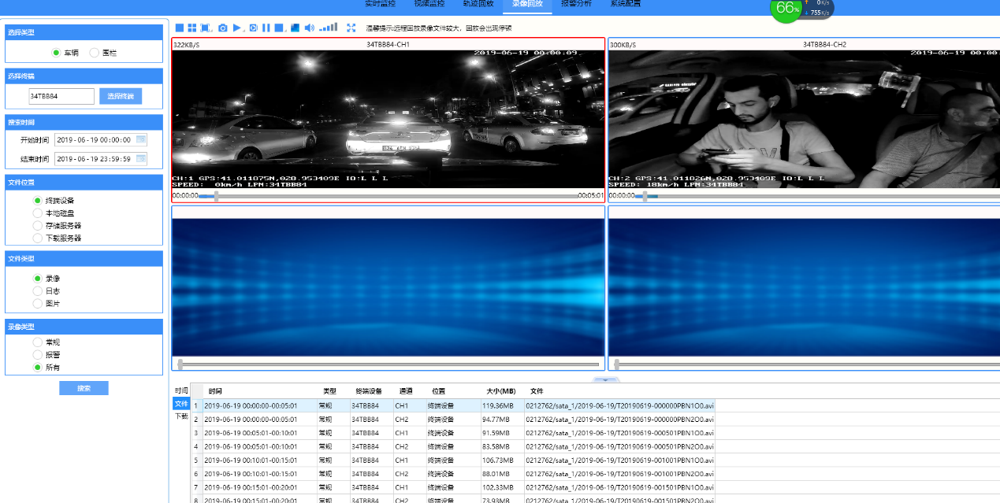 实时监控 视频监控 轨迹回放 录像回放 报警分析 系统配置
66%
↑ 0K/s
↓ 755K/s
选择类型
车辆 围栏
选择终端
34TBB84 选择终端
搜索时间
开始时间 2019-06-19 00:00:00
结束时间 2019-06-19 23:59:59
文件位置
终端设备
本地磁盘
存储服务器
下载服务器
文件类型
录像
日志
图片
录像类型
常规
报警
所有
搜索
温馨提示:远程回放录像文件较大，回放会出现停顿
322KB/S 34TBB84-CH1
2019-06-19 00:00:09
CH:1 GPS:41.011875N,028.953409E IO:L L L
SPEED: 0km/h LPN:34TBB84
00:00:00 00:05:01
300KB/S 34TBB84-CH2
2019-06-19 00:00:
CH:2 GPS:41.011826N,028.953409E IO:L L L
SPEED: 18km/h LPN:34TBB84
00:00:00
时间
文件
下载
时间 类型 终端设备 通道 位置 大小(MB) 文件
1 2019-06-19 00:00:00-00:05:01 常规 34TBB84 CH1 终端设备 119.36MB 0212762/sata_1/2019-06-19/T20190619-000000PBN1O0.avi
2 2019-06-19 00:00:00-00:05:01 常规 34TBB84 CH2 终端设备 94.77MB 0212762/sata_1/2019-06-19/T20190619-000000PBN2O0.avi
3 2019-06-19 00:05:01-00:10:01 常规 34TBB84 CH1 终端设备 91.59MB 0212762/sata_1/2019-06-19/T20190619-000501PBN1O0.avi
4 2019-06-19 00:05:01-00:10:01 常规 34TBB84 CH2 终端设备 83.58MB 0212762/sata_1/2019-06-19/T20190619-000501PBN2O0.avi
5 2019-06-19 00:10:01-00:15:01 常规 34TBB84 CH1 终端设备 106.73MB 0212762/sata_1/2019-06-19/T20190619-001001PBN1O0.avi
6 2019-06-19 00:10:01-00:15:01 常规 34TBB84 CH2 终端设备 88.01MB 0212762/sata_1/2019-06-19/T20190619-001001PBN2O0.avi
7 2019-06-19 00:15:01-00:20:01 常规 34TBB84 CH1 终端设备 102.33MB 0212762/sata_1/2019-06-19/T20190619-001501PBN1O0.avi
8 2019-06-19 00:15:01-00:20:01 常规 34TBB84 CH2 终端设备 73.93MB 0212762/sata_1/2019-06-19/T20190619-001501PBN2O0.avi